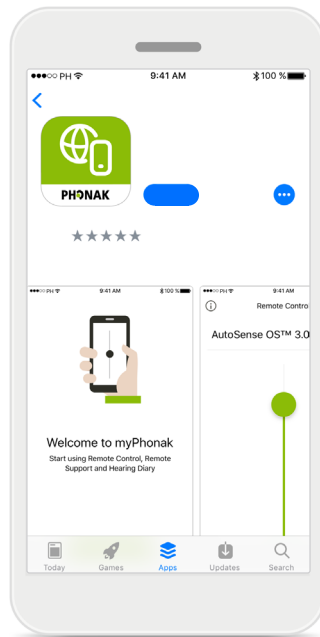 PH 9:41 AM 100 %
PHONAK
PH 9:41 AM 100 %
Welcome to myPhonak
Start using Remote Control, Remote
Support and Hearing Diary
PH 9:41 AM
Remote Contro
AutoSense OS™ 3.0
Today Games Apps Updates Search